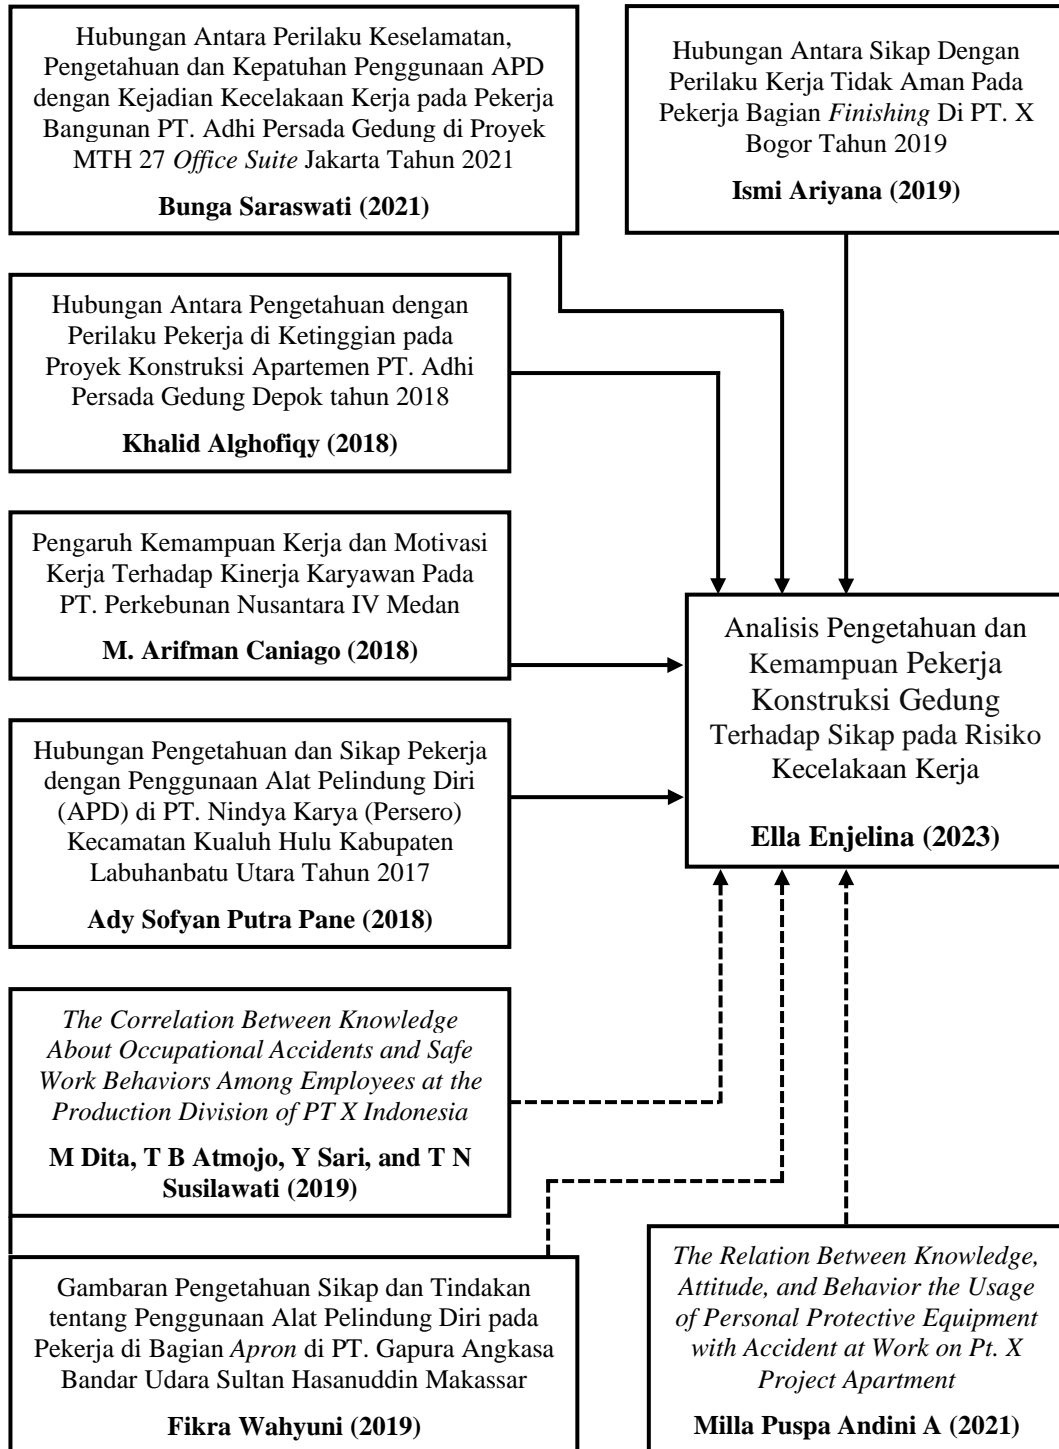 Hubungan Antara Perilaku Keselamatan,
Pengetahuan dan Kepatuhan Penggunaan APD
dengan Kejadian Kecelakaan Kerja pada Pekerja
Bangunan PT. Adhi Persada Gedung di Proyek
MTH 27 Office Suite Jakarta Tahun 2021
Bunga Saraswati (2021)
Hubungan Antara Sikap Dengan
Perilaku Kerja Tidak Aman Pada
Pekerja Bagian Finishing Di PT. X
Bogor Tahun 2019
Ismi Ariyana (2019)
Hubungan Antara Pengetahuan dengan
Perilaku Pekerja di Ketinggian pada
Proyek Konstruksi Apartemen PT. Adhi
Persada Gedung Depok tahun 2018
Khalid Alghofiqy (2018)
Pengaruh Kemampuan Kerja dan Motivasi
Kerja Terhadap Kinerja Karyawan Pada
PT. Perkebunan Nusantara IV Medan
M. Arifman Caniago (2018)
Analisis Pengetahuan dan
Kemampuan Pekerja
Konstruksi Gedung
Terhadap Sikap pada Risiko
Kecelakaan Kerja
Ella Enjelina (2023)
Hubungan Pengetahuan dan Sikap Pekerja
dengan Penggunaan Alat Pelindung Diri
(APD) di PT. Nindya Karya (Persero)
Kecamatan Kualuh Hulu Kabupaten
Labuhanbatu Utara Tahun 2017
Ady Sofyan Putra Pane (2018)
The Correlation Between Knowledge
About Occupational Accidents and Safe
Work Behaviors Among Employees at the
Production Division of PT X Indonesia
M Dita, T B Atmojo, Y Sari, and T N
Susilawati (2019)
Gambaran Pengetahuan Sikap dan Tindakan
tentang Penggunaan Alat Pelindung Diri pada
Pekerja di Bagian Apron di PT. Gapura Angkasa
Bandar Udara Sultan Hasanuddin Makassar
Fikra Wahyuni (2019)
The Relation Between Knowledge,
Attitude, and Behavior the Usage
of Personal Protective Equipment
with Accident at Work on Pt. X
Project Apartment
Milla Puspa Andini A (2021)